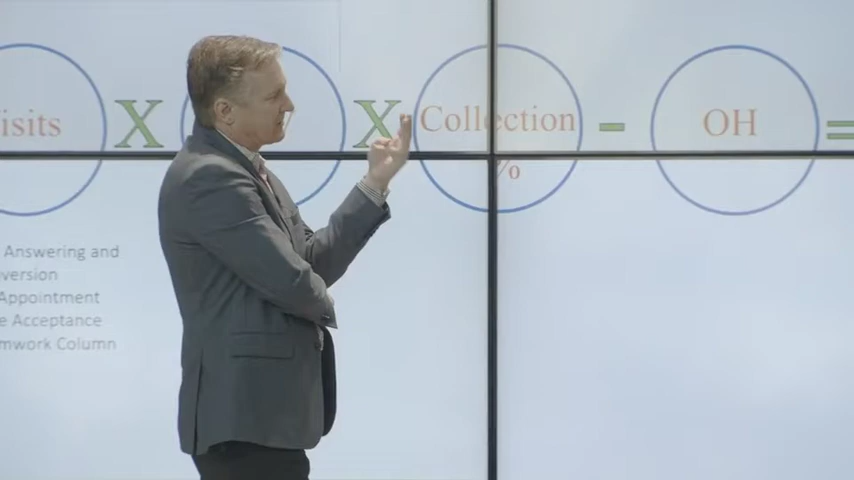 isits X X Collection - OH =
%
Answering and
version
Appointment
e Acceptance
mwork Column